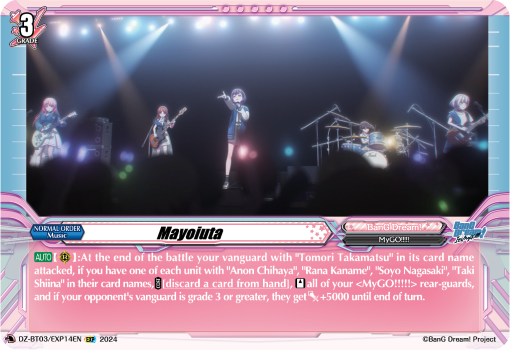 3
GRADE
NORMAL ORDER
Music
Mayoiuta
BanG Dream!
MyGO!!!!!
AUTO :At the end of the battle your vanguard with "Tomori Takamatsu" in its card name
attacked, if you have one of each unit with "Anon Chihaya", "Rana Kaname", "Soyo Nagasaki", "Taki
Shiina" in their card names, [discard a card from hand], all of your <MyGO!!!!!> rear-guards,
and if your opponent's vanguard is grade 3 or greater, they get +5000 until end of turn.
DZ-BT03/EXP14EN EXP 2024
©BanG Dream! Project